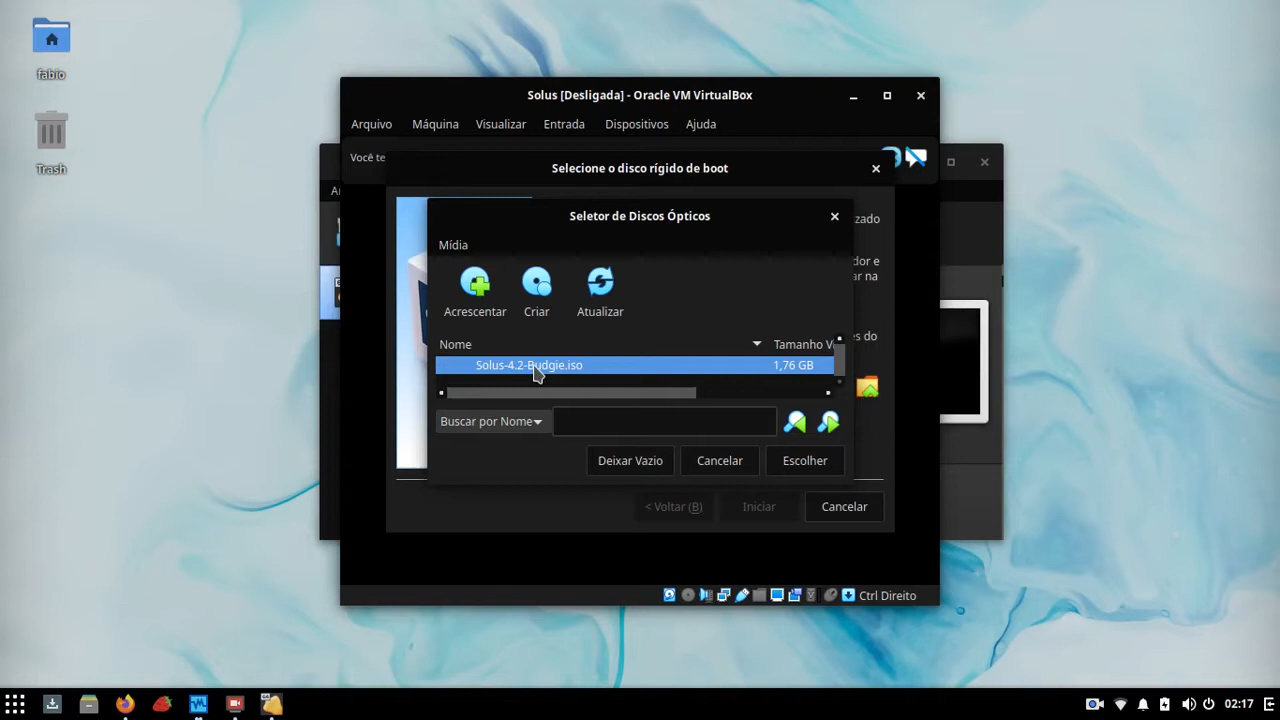 fabio
Trash
Solus [Desligada] - Oracle VM VirtualBox
Arquivo Máquina Visualizar Entrada Dispositivos Ajuda
Você te
Selecione o disco rígido de boot
Seletor de Discos Ópticos
Mídia
Acrescentar Criar Atualizar
Nome Tamanho V
Solus-4.2-Budgie.iso 1,76 GB
Buscar por Nome
Deixar Vazio Cancelar Escolher
zado
dor e
ar na
es do
< Voltar (B) Iniciar Cancelar
Ctrl Direito
02:17